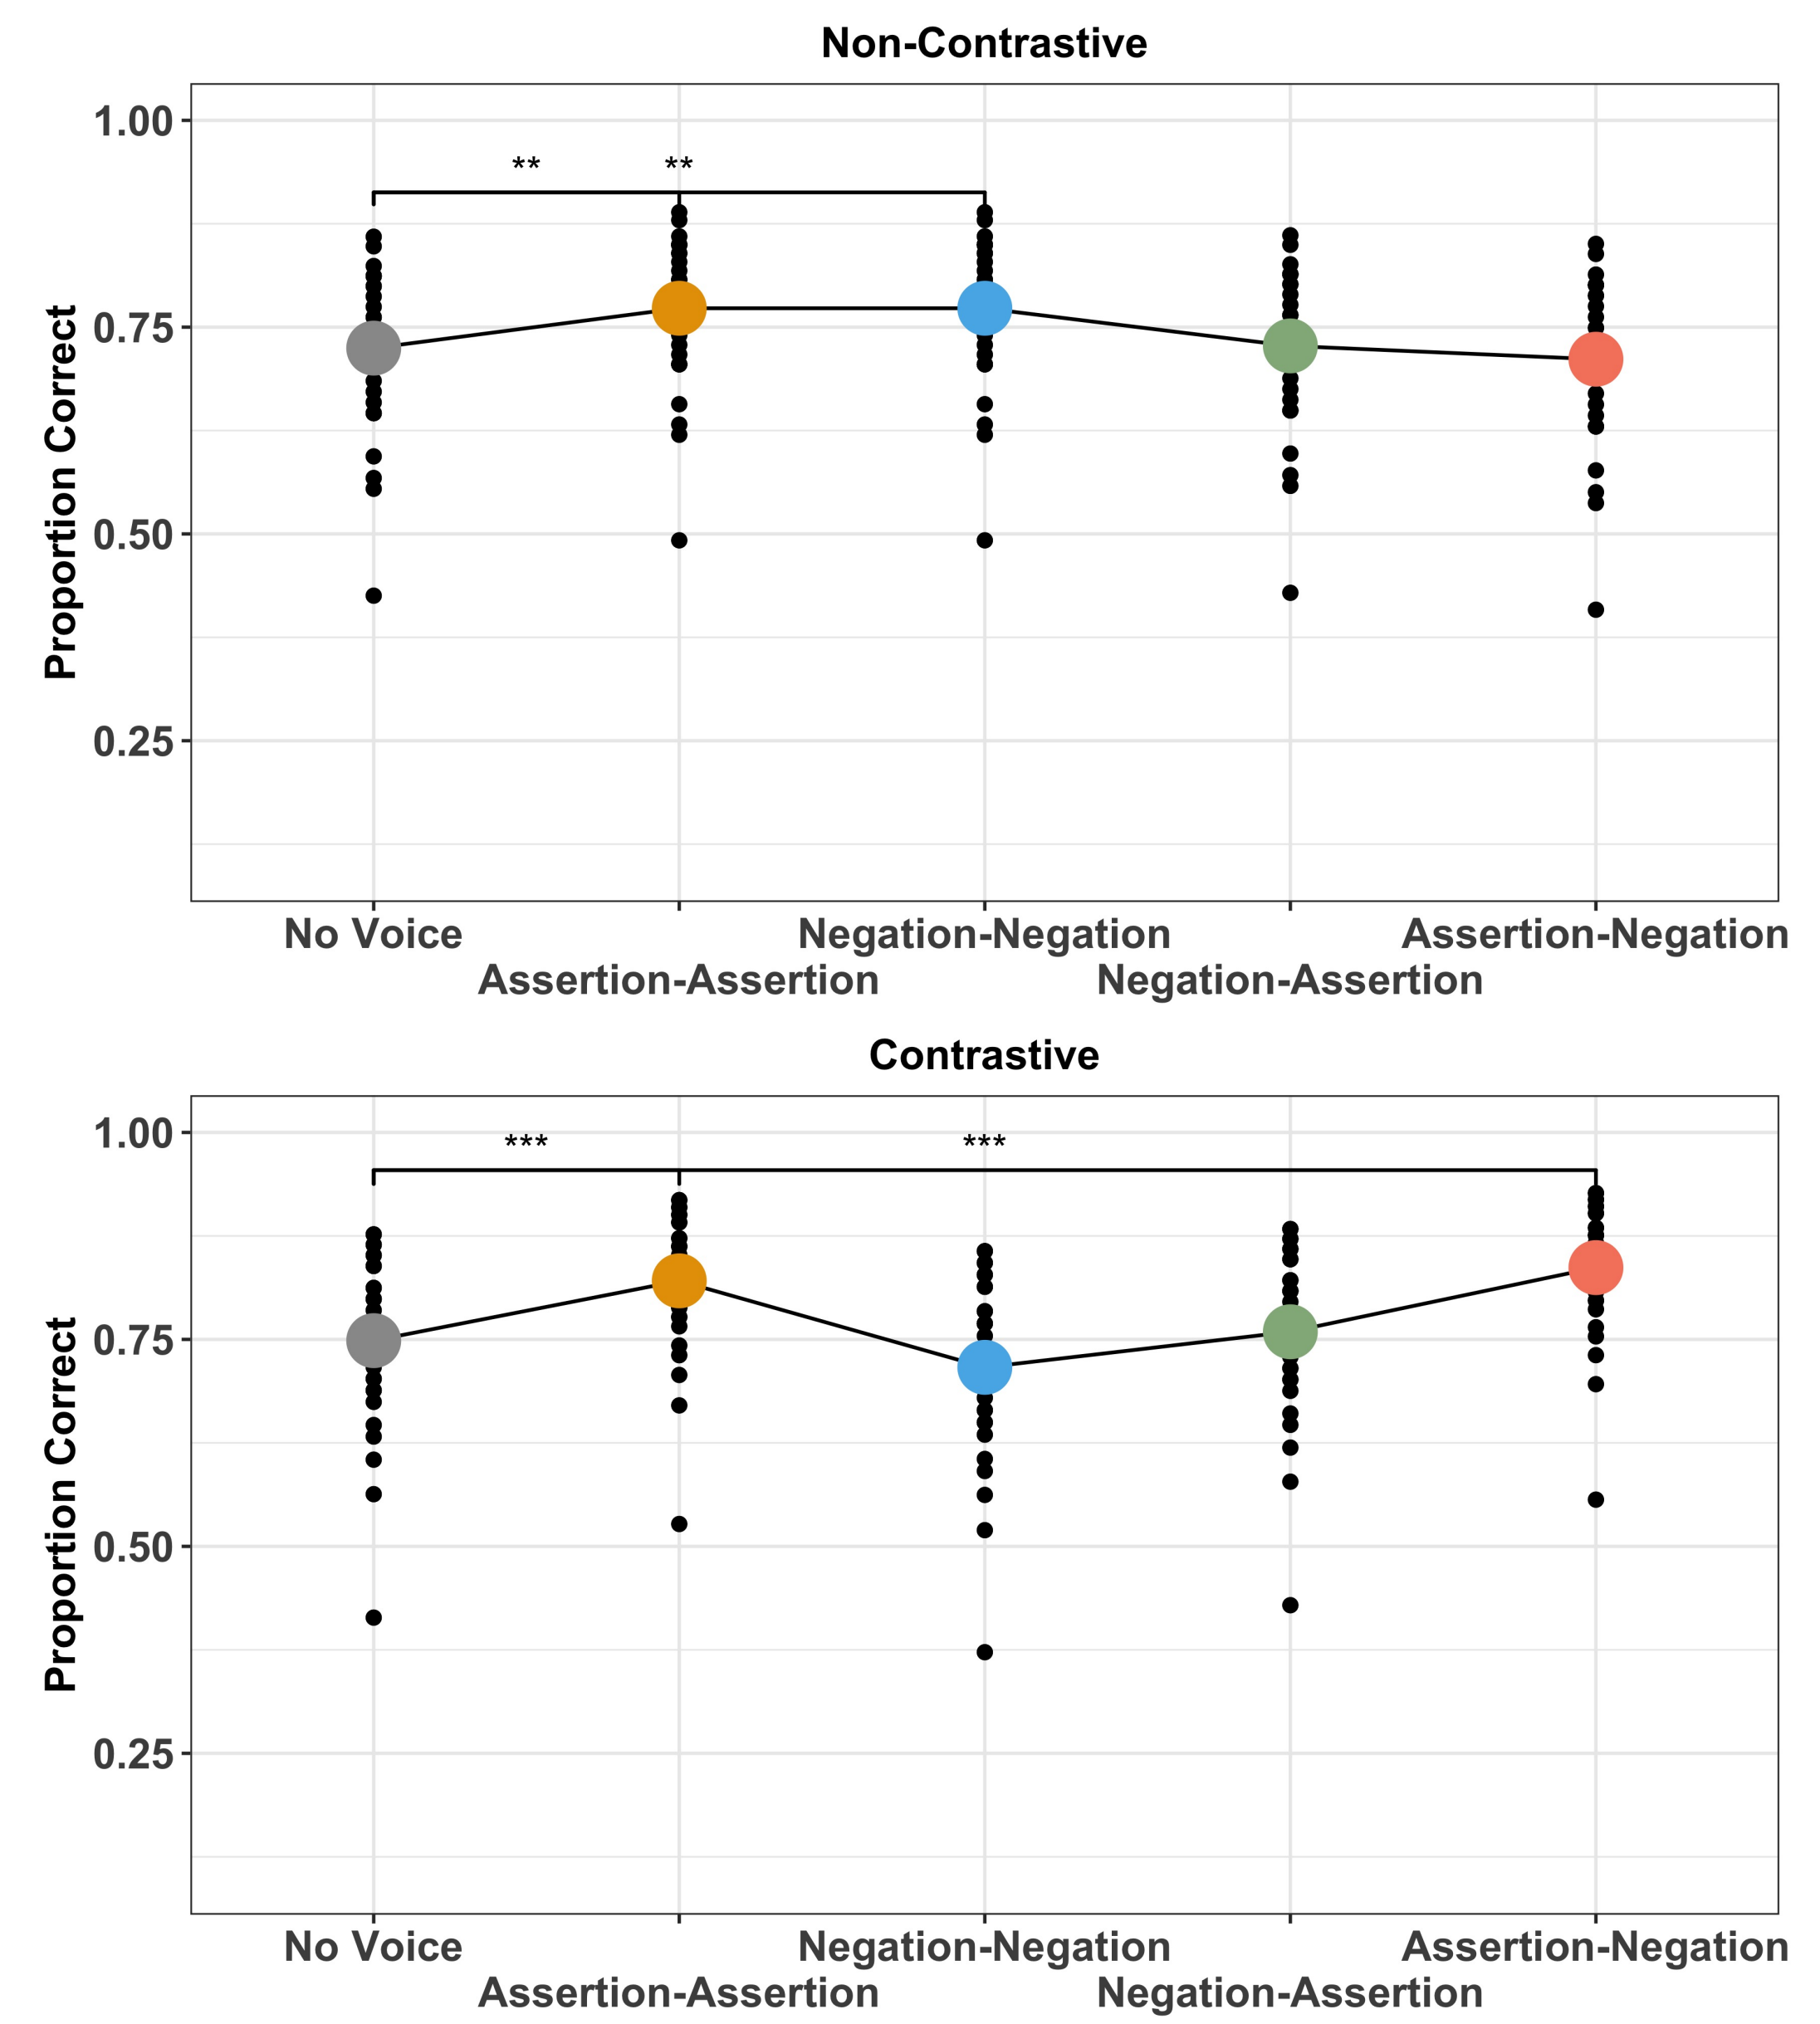 Non-Contrastive
Proportion Correct
1.00
0.75
0.50
0.25
** **
No Voice Negation-Negation Assertion-Negation
Assertion-Assertion Negation-Assertion
Contrastive
Proportion Correct
1.00
0.75
0.50
0.25
*** ***
No Voice Negation-Negation Assertion-Negation
Assertion-Assertion Negation-Assertion